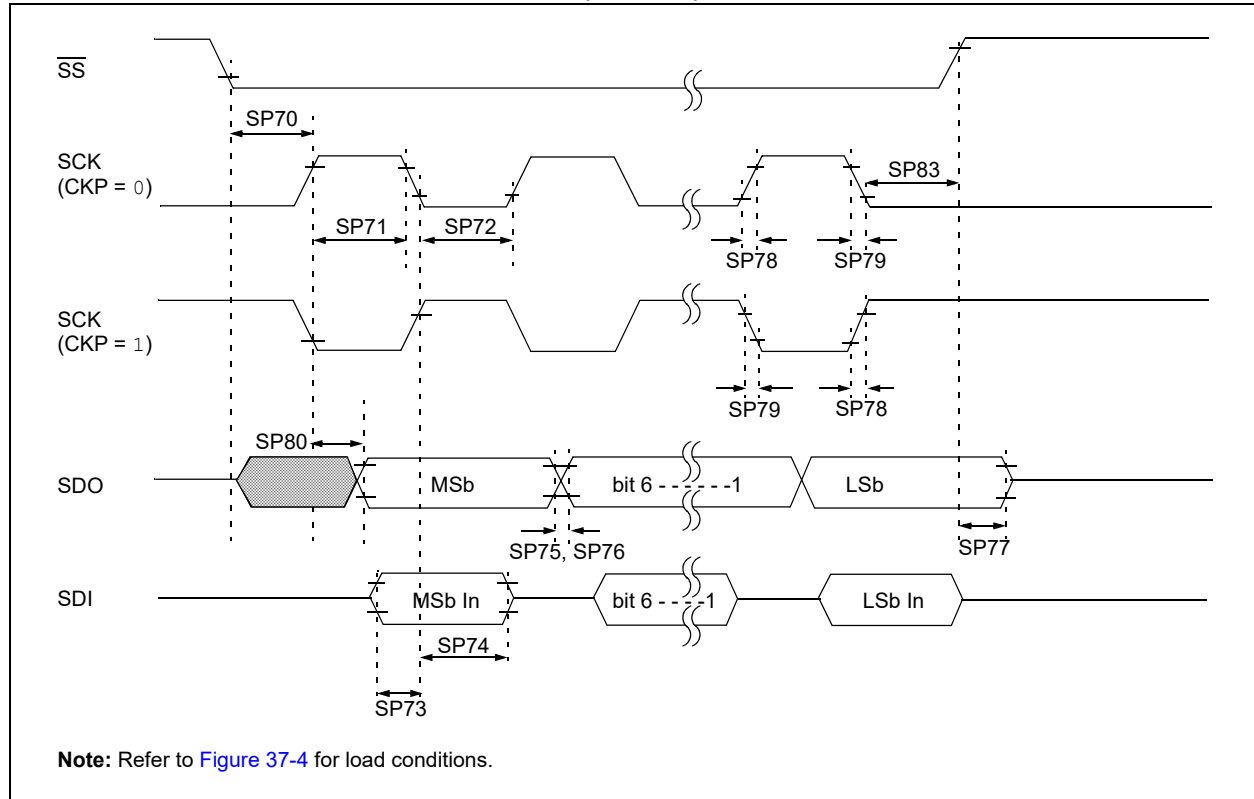 SS
SP70
SCK
(CKP = 0)
SP83
SP71
SP72
SP78
SP79
SCK
(CKP = 1)
SP79
SP78
SP80
SDO
MSb
bit 6 - - - - - -1
LSb
SP75, SP76
SP77
SDI
MSb In
bit 6 - - - - -1
LSb In
SP74
SP73
Note: Refer to Figure 37-4 for load conditions.